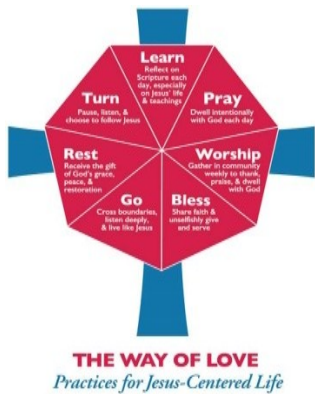 Learn
Reflect on
Scripture each
day, especially
on Jesus' life
& teachings
Turn
Pause, listen, &
choose to follow Jesus
Pray
Dwell intentionally
with God each day
Rest
Receive the gift
of God's grace,
peace, &
restoration
Worship
Gather in community
weekly to thank,
praise, & dwell
with God
Go
Cross boundaries,
listen deeply,
& live like Jesus
Bless
Share faith &
unselfishly give
and serve
THE WAY OF LOVE
Practices for Jesus-Centered Life